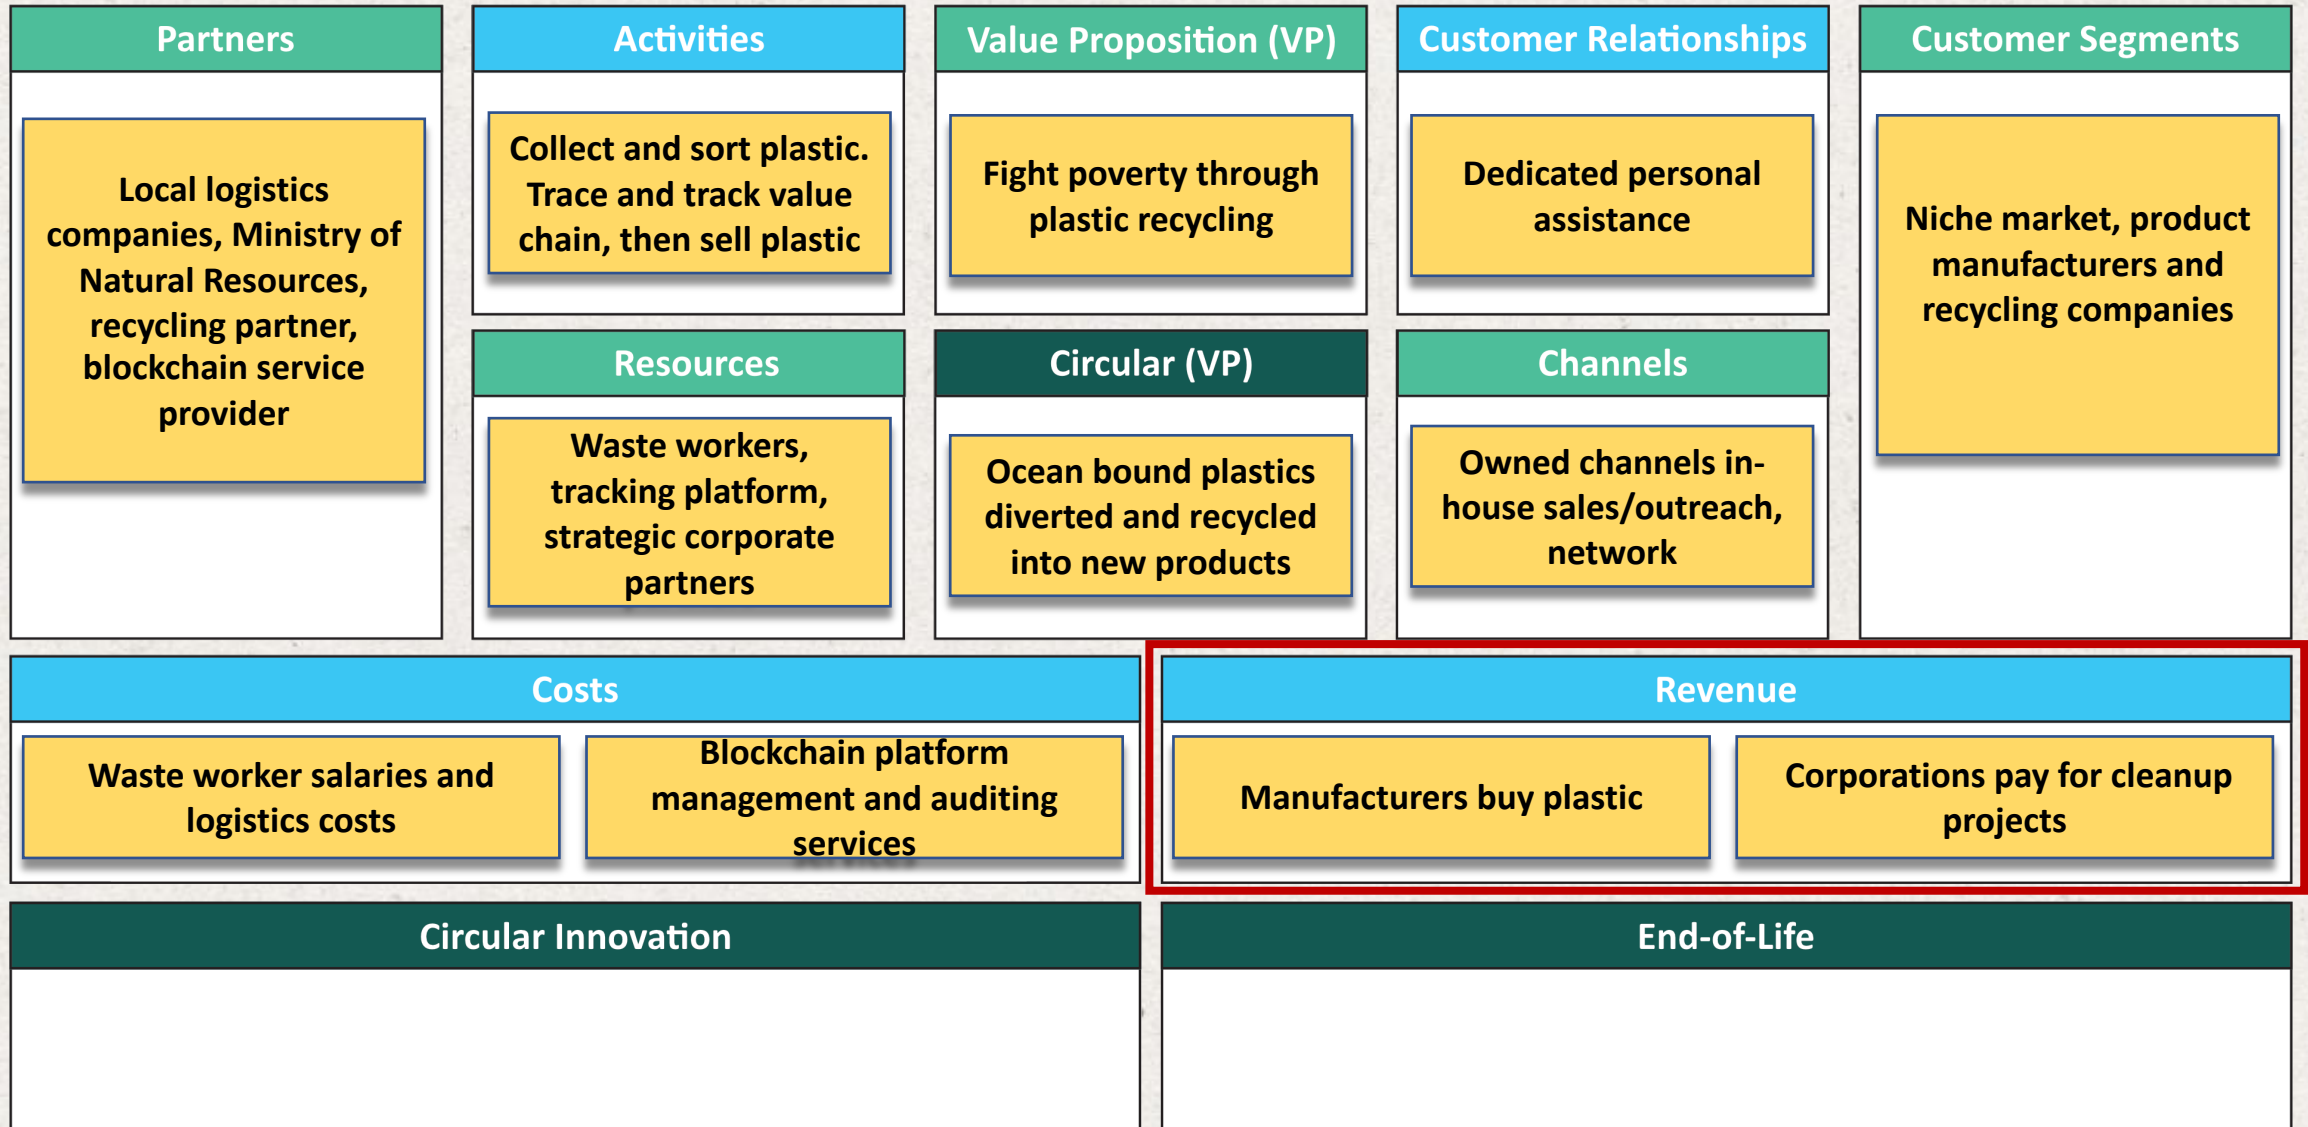 Partners
Local logistics
companies, Ministry of
Natural Resources,
recycling partner,
blockchain service
provider
Activities
Collect and sort plastic.
Trace and track value
chain, then sell plastic
Resources
Waste workers,
tracking platform,
strategic corporate
partners
Value Proposition (VP)
Fight poverty through
plastic recycling
Circular (VP)
Ocean bound plastics
diverted and recycled
into new products
Customer Relationships
Dedicated personal
assistance
Channels
Owned channels in-
house sales/outreach,
network
Customer Segments
Niche market, product
manufacturers and
recycling companies
Costs
Waste worker salaries and
logistics costs
Blockchain platform
management and auditing
services
Revenue
Manufacturers buy plastic
Corporations pay for cleanup
projects
Circular Innovation
End-of-Life